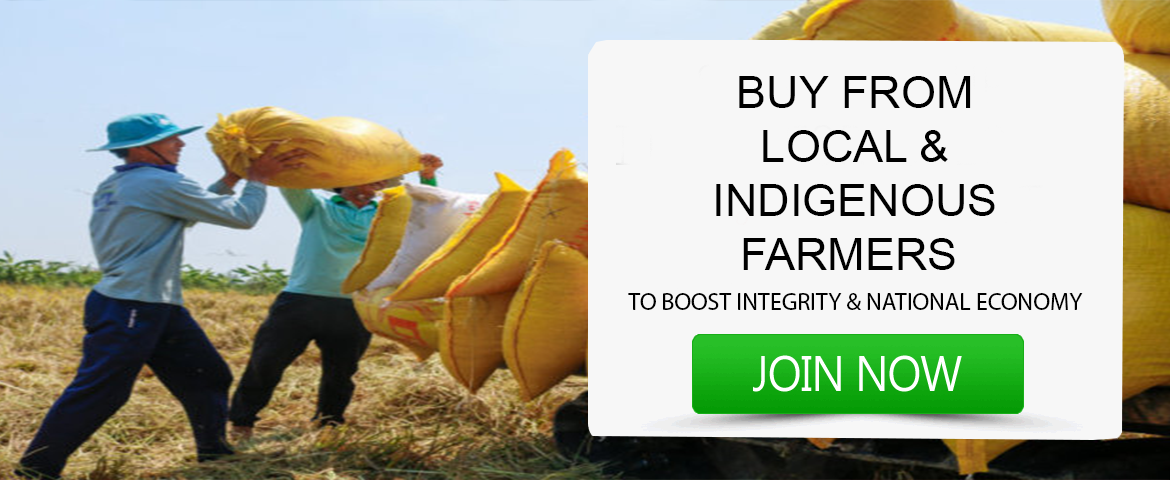 BUY FROM
LOCAL &
INDIGENOUS
FARMERS
TO BOOST INTEGRITY & NATIONAL ECONOMY
JOIN NOW